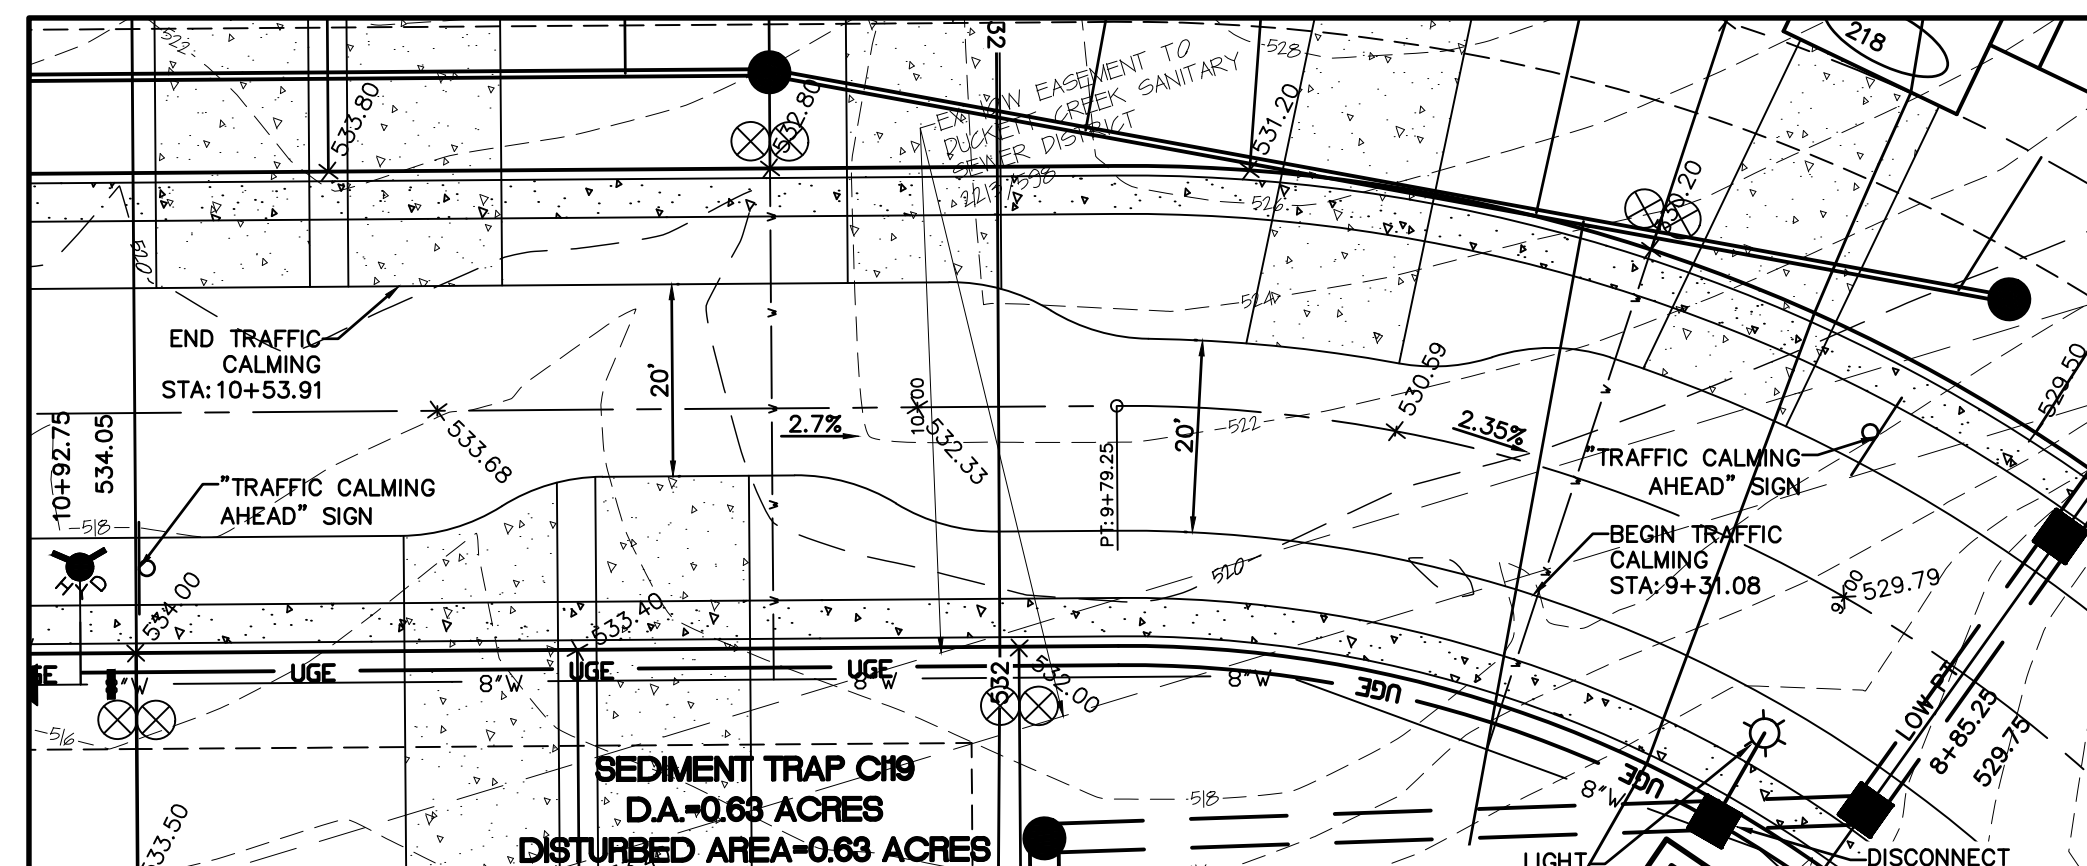 522
32
EX. 10W EASEMENT TO
DUCKETT CREEK SANITARY
SEWER DISTRICT
2213/1598
528
218
533.80
532.80
531.20
530.20
526
520
524
END TRAFFIC
CALMING
STA:10+53.91
20'
10+00
2.7%
533.68
532.33
20'
522
530.59
2.35%
529.50
10+92.75
534.05
"TRAFFIC CALMING
AHEAD" SIGN
518
PT:9+79.25
"TRAFFIC CALMING
AHEAD" SIGN
BEGIN TRAFFIC
CALMING
STA:9+31.08
HYD
520
9+00
529.79
534.00
533.40
532.00
UGE
UGE
UGE
UGE
8"W
8"W
8"W
8"W
532
UGE
LOW PT
8+85.25
529.75
516
SEDIMENT TRAP CI19
D.A.=0.63 ACRES
DISTURBED AREA=0.63 ACRES
518
UGE
8"W
533.50
LIGHT
DISCONNECT